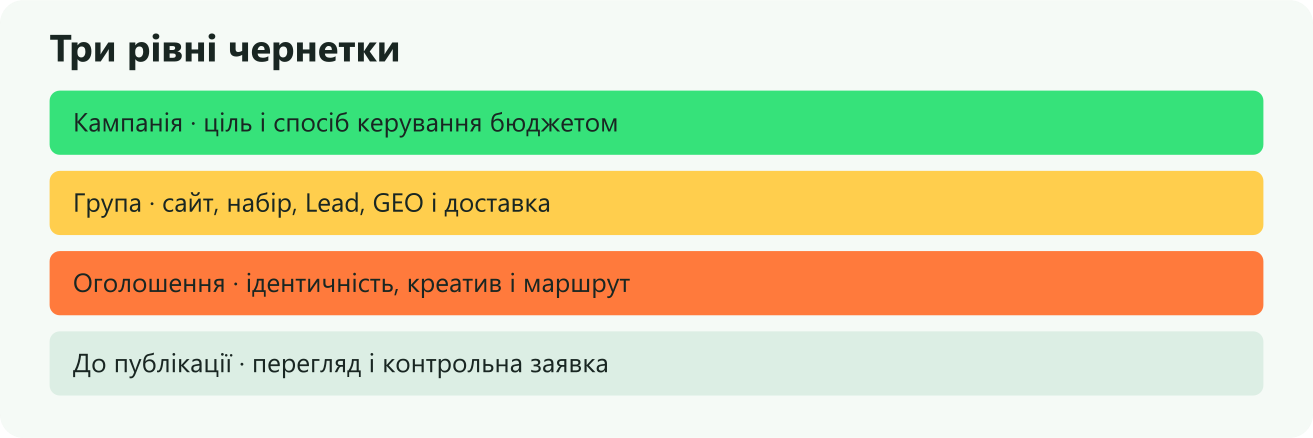 Три рівні чернетки
Кампанія · ціль і спосіб керування бюджетом
Група · сайт, набір, Lead, GEO і доставка
Оголошення · ідентичність, креатив і маршрут
До публікації · перегляд і контрольна заявка